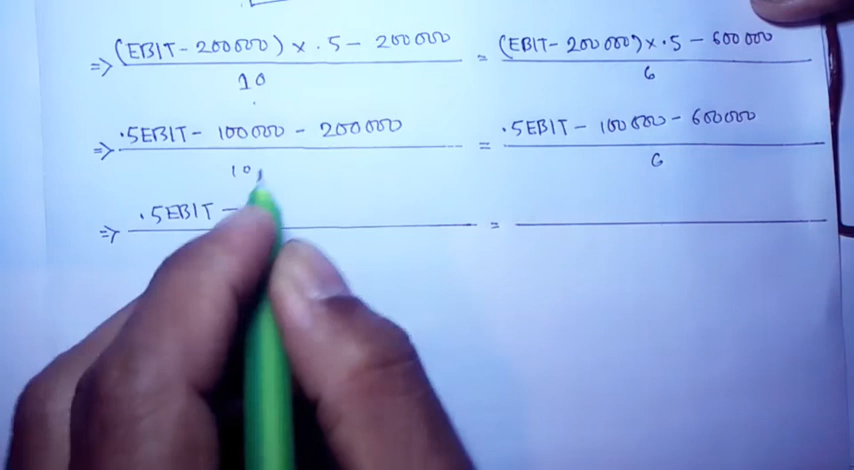 => (EBIT - 200000) × .5 - 200000 / 10 = (EBIT - 200000) × .5 - 600000 / 6
=> .5EBIT - 100000 - 200000 / 10 = .5EBIT - 100000 - 600000 / 6
=> .5EBIT - =